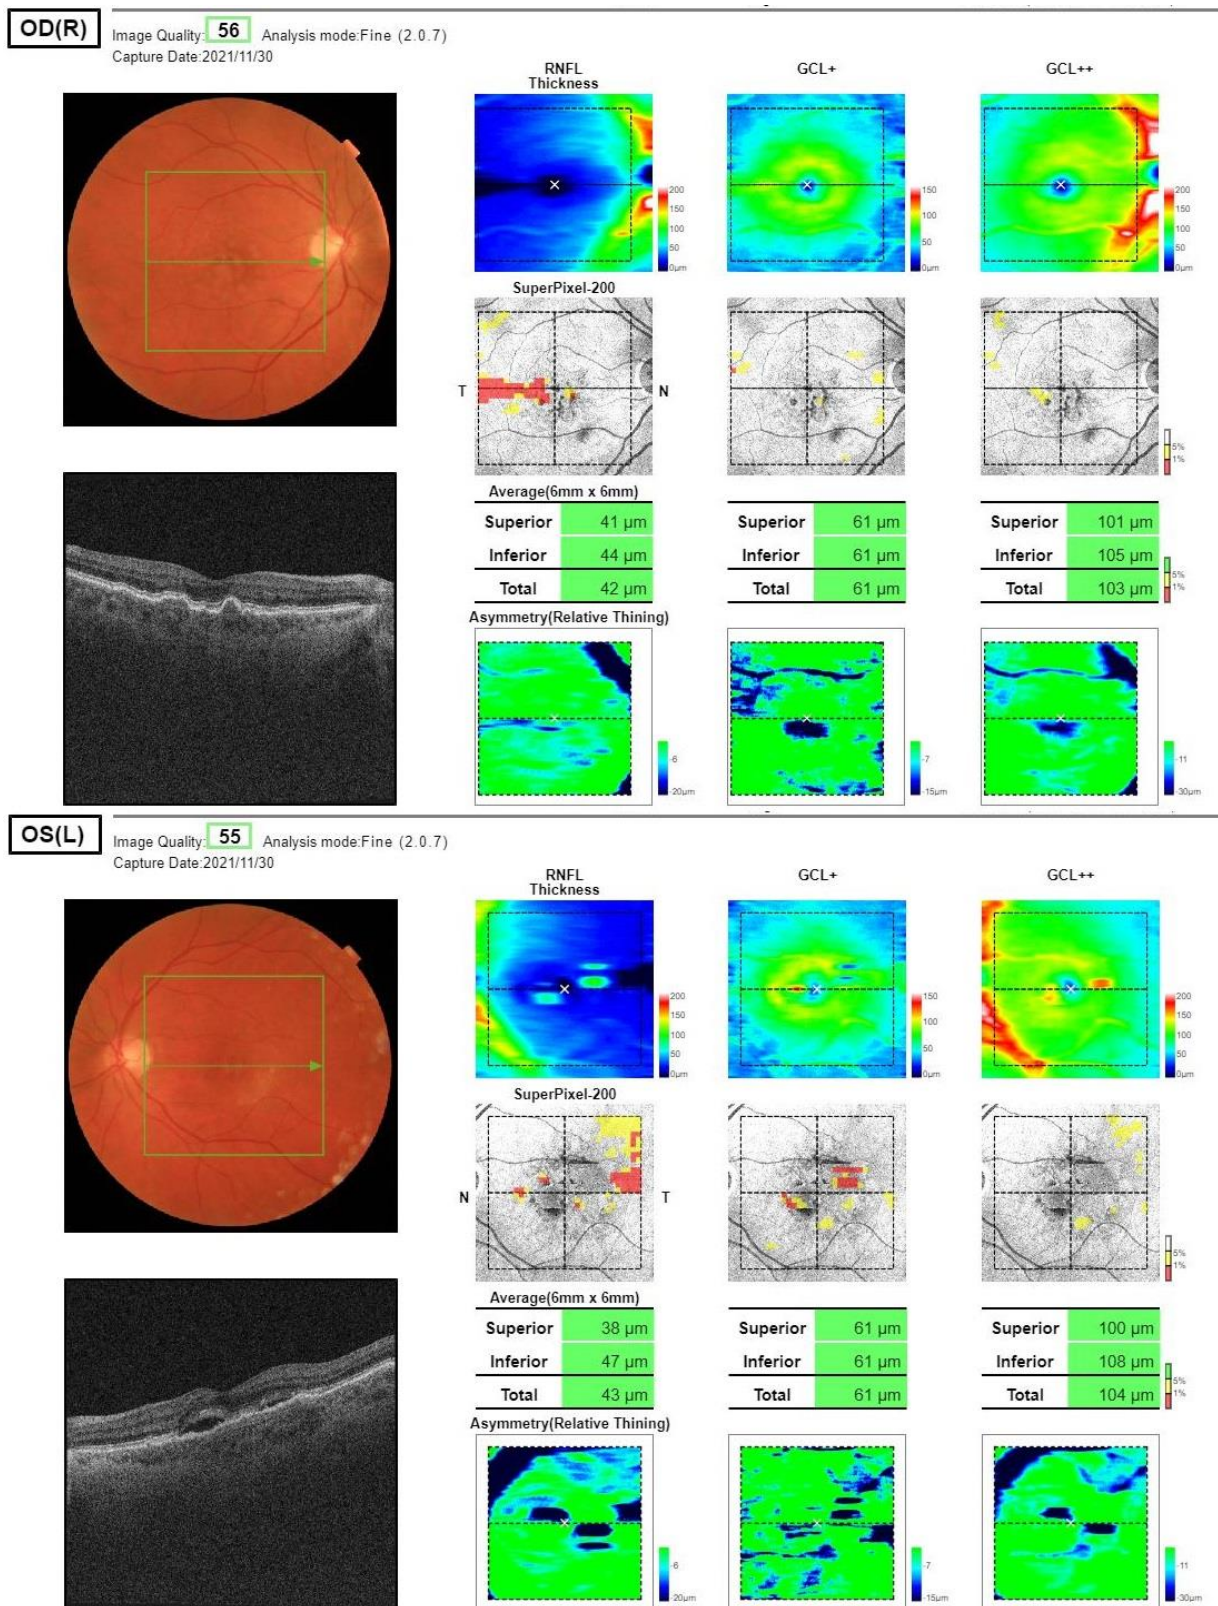 OD(R) Image Quality: 56 Analysis mode:Fine (2.0.7)
Capture Date:2021/11/30
RNFL Thickness GCL+ GCL++
200 150 100 50 0µm
150 100 50 0µm
200 150 100 50 0µm
SuperPixel-200
T N
5%
1%
Average(6mm x 6mm)
Superior 41 µm Superior 61 µm Superior 101 µm
Inferior 44 µm Inferior 61 µm Inferior 105 µm
Total 42 µm Total 61 µm Total 103 µm
5%
1%
Asymmetry(Relative Thining)
-6 -20µm
-7 -15µm
-11 -30µm
OS(L) Image Quality: 55 Analysis mode:Fine (2.0.7)
Capture Date:2021/11/30
RNFL Thickness GCL+ GCL++
200 150 100 50 0µm
150 100 50 0µm
200 150 100 50 0µm
SuperPixel-200
N T
5%
1%
Average(6mm x 6mm)
Superior 38 µm Superior 61 µm Superior 100 µm
Inferior 47 µm Inferior 61 µm Inferior 108 µm
Total 43 µm Total 61 µm Total 104 µm
5%
1%
Asymmetry(Relative Thining)
-6 -20µm
-7 -15µm
-11 -30µm